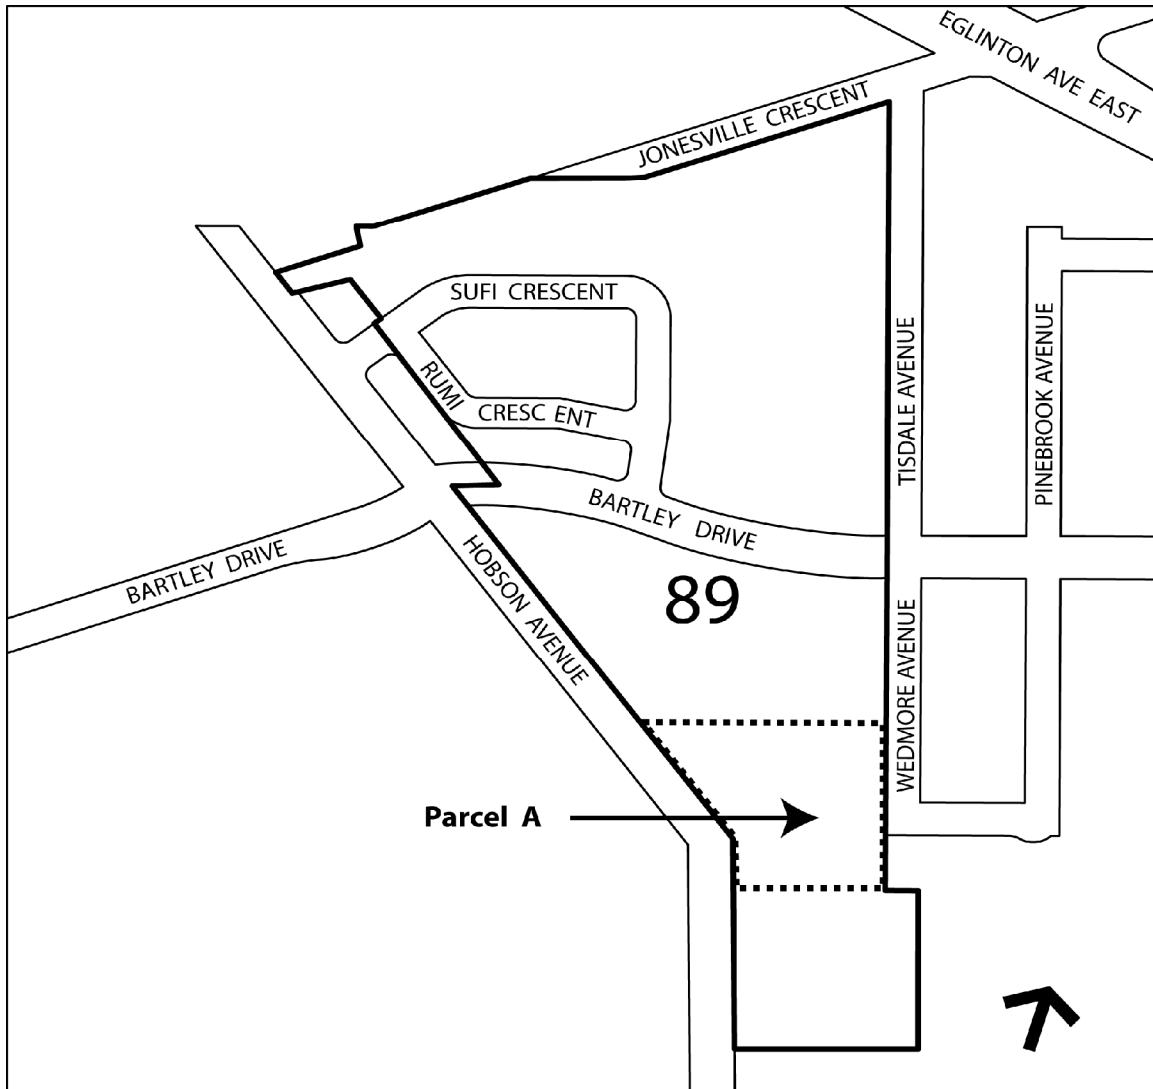 EGLINTON AVE EAST
JONESVILLE CRESCENT
SUFI CRESCENT
RUMI
CRESC ENT
TISDALE AVENUE
PINEBROOK AVENUE
BARTLEY DRIVE
BARTLEY DRIVE
HOBSON AVENUE
89
WEDMORE AVENUE
Parcel A